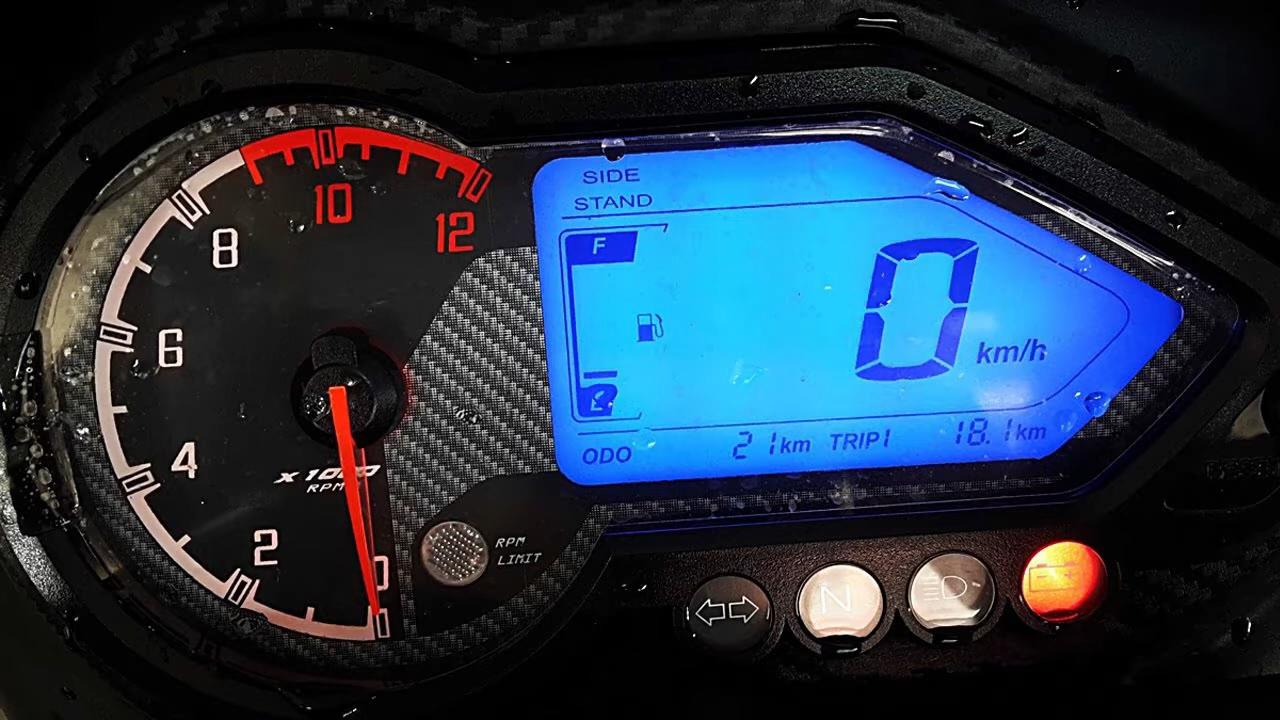 10
12
8
6
4
2
0
X 1000
RPM
RPM
LIMIT
SIDE
STAND
F
0 km/h
ODO 21km TRIP1 18.1km
N